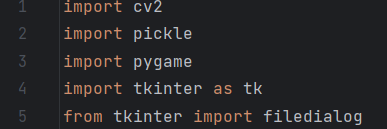 1 import cv2
2 import pickle
3 import pygame
4 import tkinter as tk
5 from tkinter import filedialog